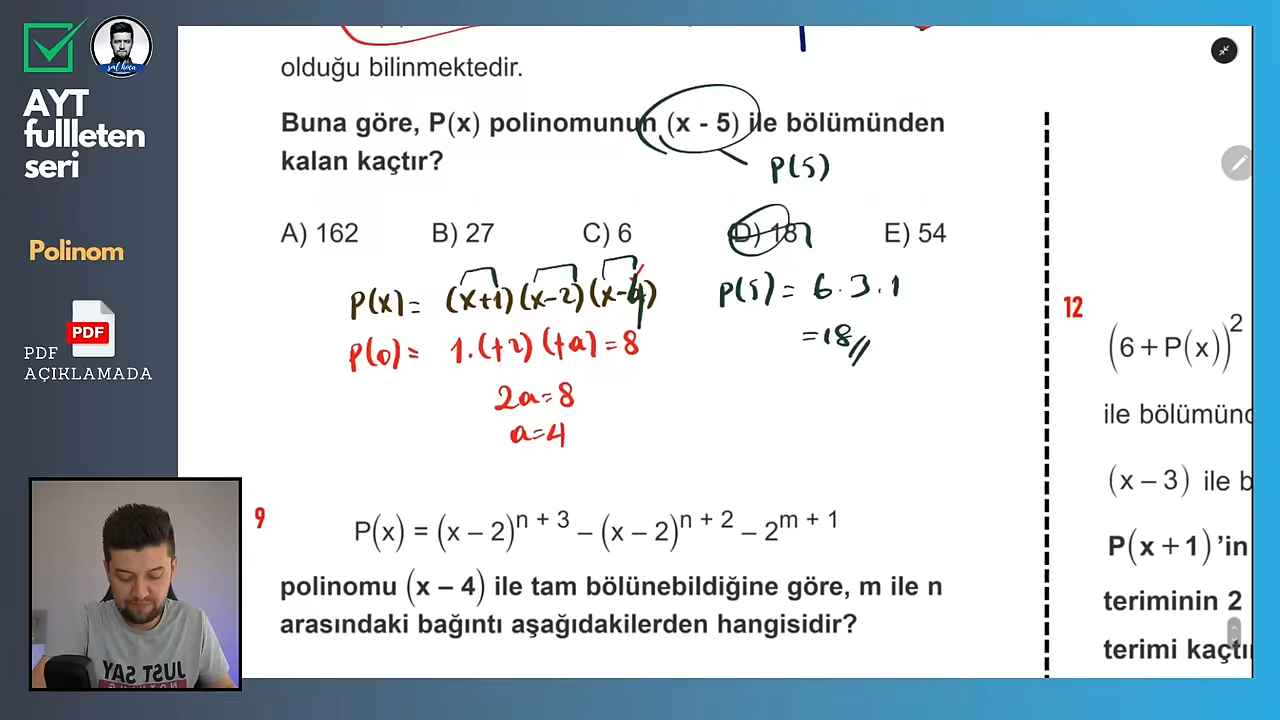 AYT
fullleten
seri
Polinom
PDF
PDF
AÇIKLAMADA
olduğu bilinmektedir.
Buna göre, P(x) polinomunun (x - 5) ile bölümünden
kalan kaçtır?
P(5)
A) 162 B) 27 C) 6 D) 18 E) 54
P(x) = (x+1) (x-2) (x-4)
P(0) = 1.(+2) (+a) = 8
2a=8
a=4
P(5) = 6.3.1
=18//
9
P(x) = (x – 2)^{n + 3} – (x – 2)^{n + 2} – 2^{m + 1}
polinomu (x – 4) ile tam bölünebildiğine göre, m ile n
arasındaki bağıntı aşağıdakilerden hangisidir?
12
(6 + P(x))^2
ile bölümünd
(x – 3) ile b
P(x + 1) 'in
teriminin 2
terimi kaçtı
JUST SAY